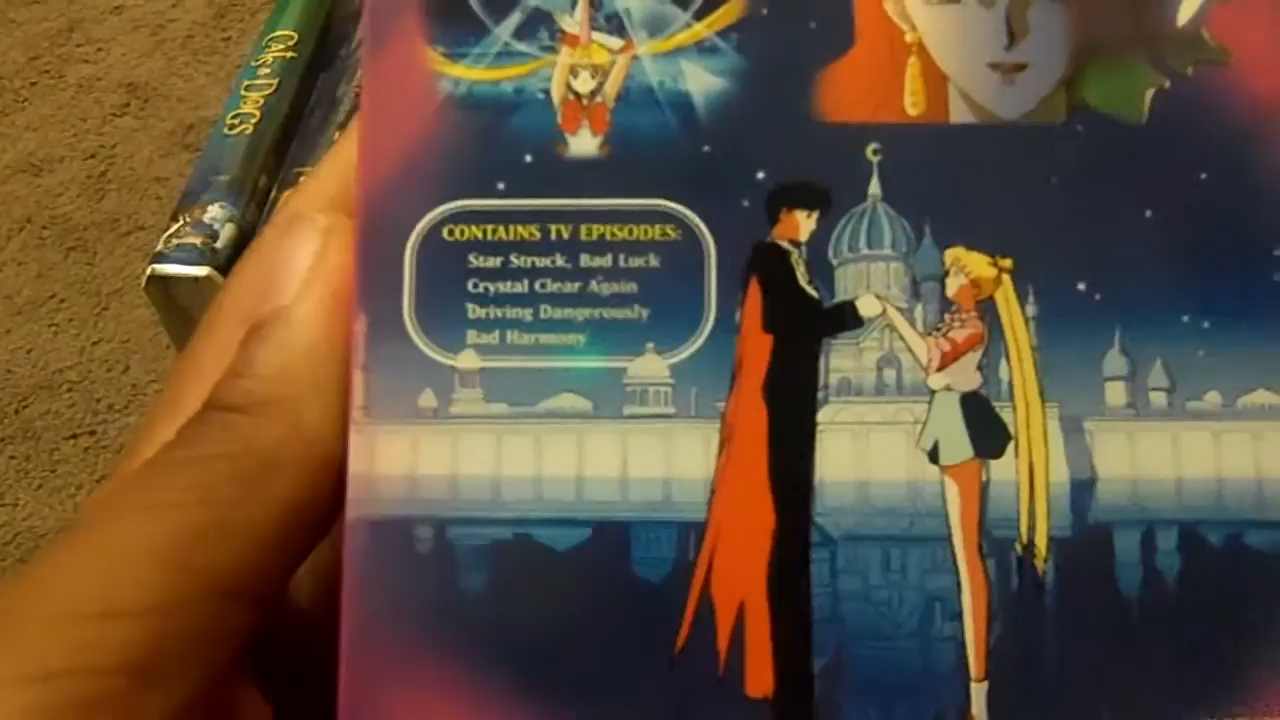 Cats & Dogs
CONTAINS TV EPISODES:
Star Struck, Bad Luck
Crystal Clear Again
Driving Dangerously
Bad Harmony